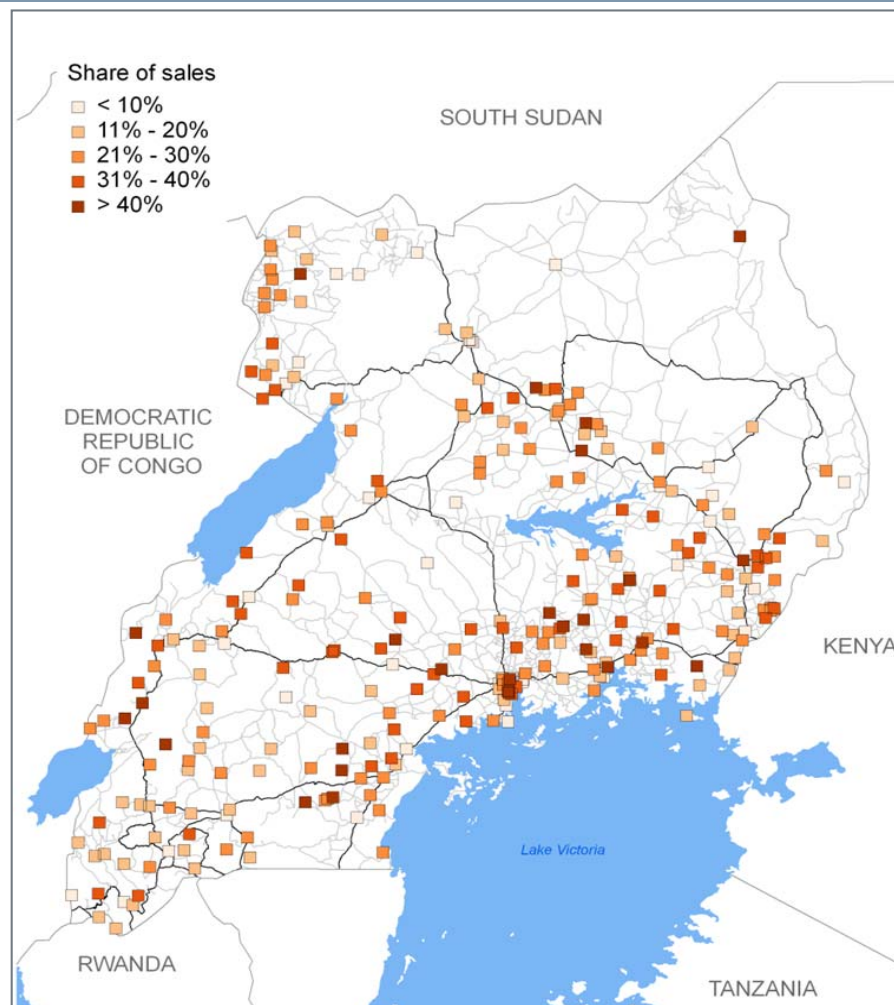 Share of sales
< 10%
11% - 20%
21% - 30%
31% - 40%
> 40%
SOUTH SUDAN
DEMOCRATIC
REPUBLIC
OF CONGO
KENYA
Lake Victoria
RWANDA
TANZANIA